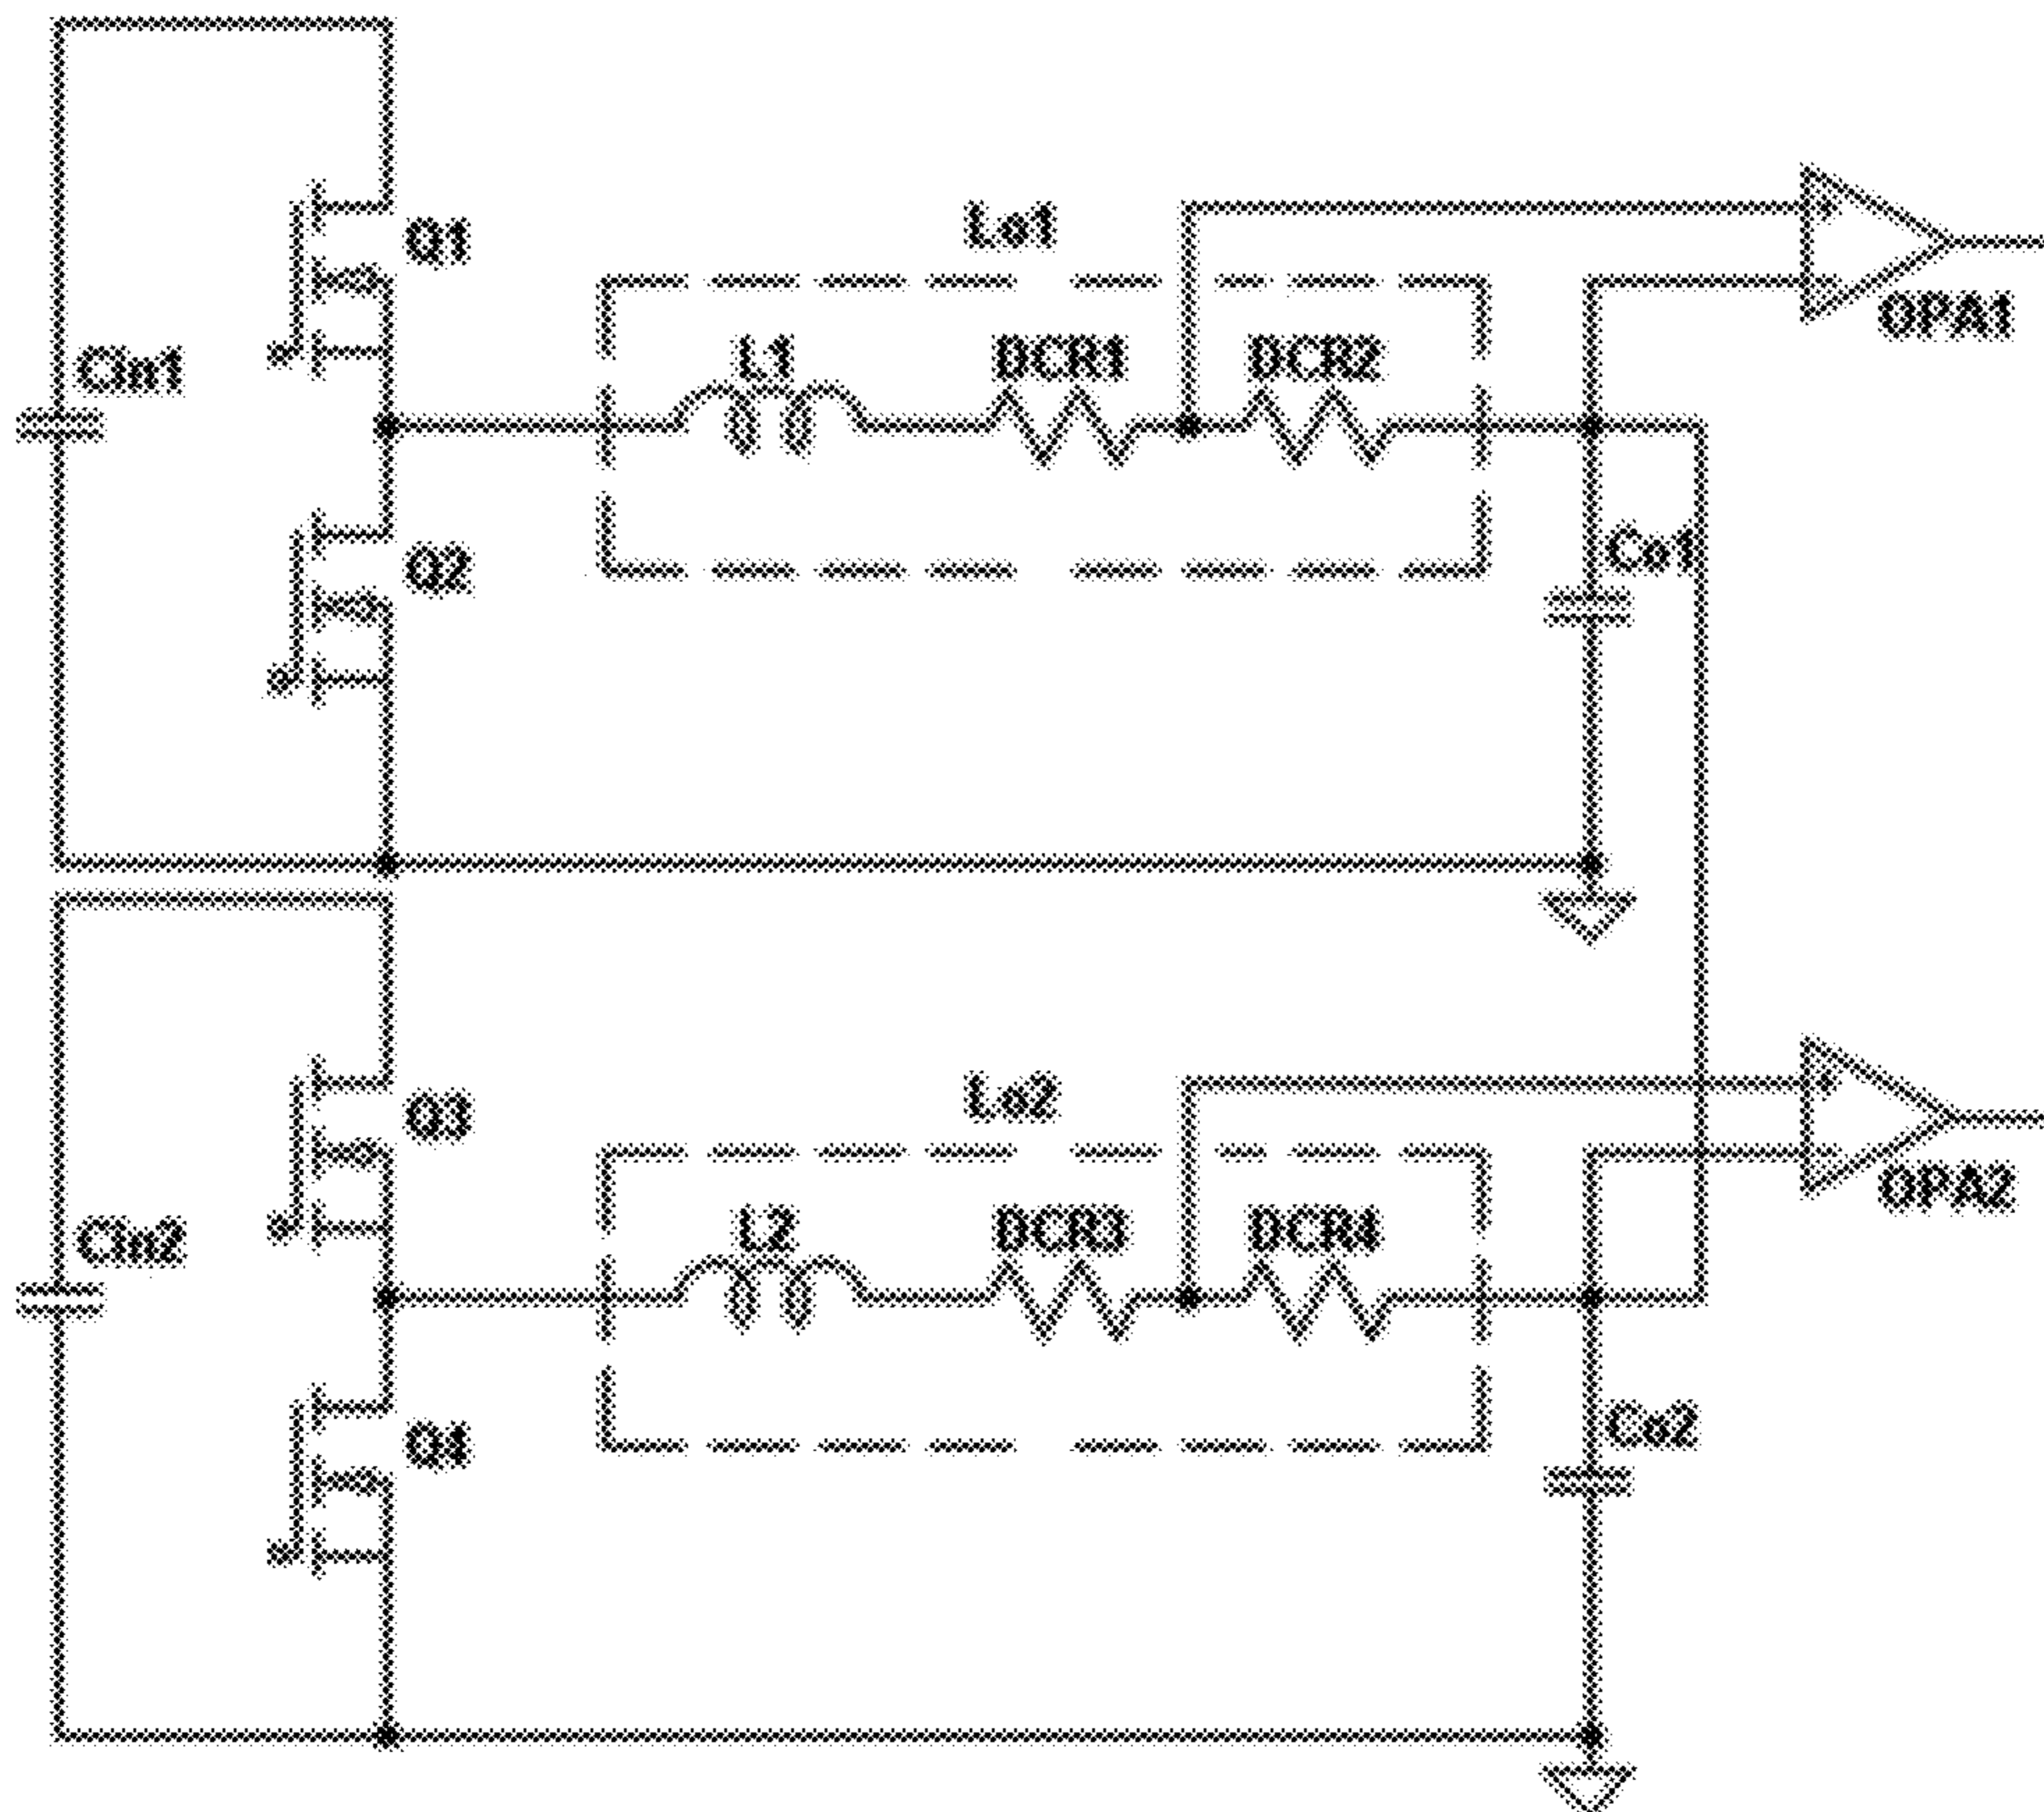 Q1
Lo1
OPA1
Cin1
L1
DCR1
DCR2
Q2
Co1
Q3
Lo2
OPA2
Cin2
L2
DCR3
DCR4
Q4
Co2